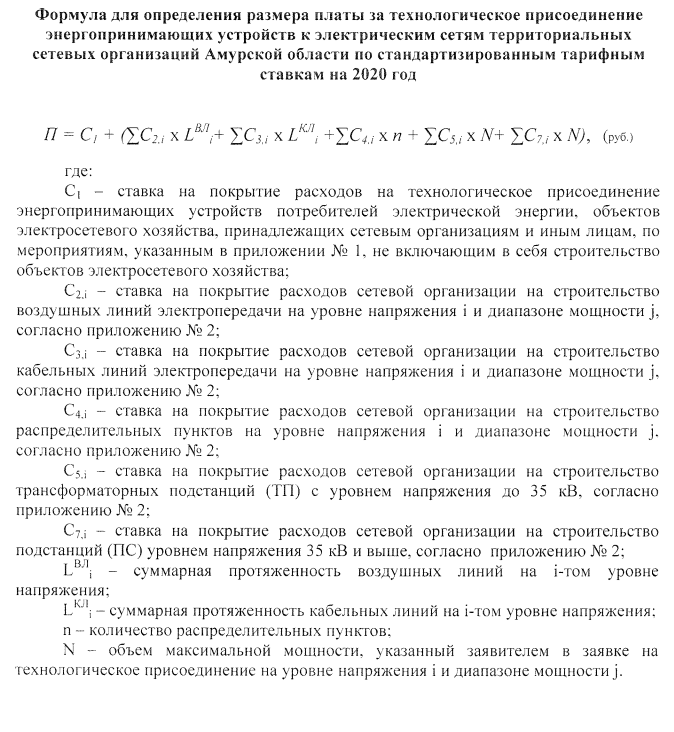 Формула для определения размера платы за технологическое присоединение
энергопринимающих устройств к электрическим сетям территориальных
сетевых организаций Амурской области по стандартизированным тарифным
ставкам на 2020 год
П = C₁ + (∑C₂,ᵢ х Lᴮᴫᵢ+ ∑C₃,ᵢ х Lᴷᴫᵢ +∑C₄,ᵢ х n + ∑C₅,ᵢ х N+ ∑C₇,ᵢ х N), (руб.)
где:
C₁ – ставка на покрытие расходов на технологическое присоединение
энергопринимающих устройств потребителей электрической энергии, объектов
электросетевого хозяйства, принадлежащих сетевым организациям и иным лицам, по
мероприятиям, указанным в приложении № 1, не включающим в себя строительство
объектов электросетевого хозяйства;
C₂,ᵢ – ставка на покрытие расходов сетевой организации на строительство
воздушных линий электропередачи на уровне напряжения i и диапазоне мощности j,
согласно приложению № 2;
C₃,ᵢ – ставка на покрытие расходов сетевой организации на строительство
кабельных линий электропередачи на уровне напряжения i и диапазоне мощности j,
согласно приложению № 2;
C₄,ᵢ – ставка на покрытие расходов сетевой организации на строительство
распределительных пунктов на уровне напряжения i и диапазоне мощности j,
согласно приложению № 2;
C₅,ᵢ – ставка на покрытие расходов сетевой организации на строительство
трансформаторных подстанций (ТП) с уровнем напряжения до 35 кВ, согласно
приложению № 2;
C₇,ᵢ – ставка на покрытие расходов сетевой организации на строительство
подстанций (ПС) уровнем напряжения 35 кВ и выше, согласно приложению № 2;
Lᴮᴫᵢ – суммарная протяженность воздушных линий на i-том уровне
напряжения;
Lᴷᴫᵢ – суммарная протяженность кабельных линий на i-том уровне напряжения;
n – количество распределительных пунктов;
N – объем максимальной мощности, указанный заявителем в заявке на
технологическое присоединение на уровне напряжения i и диапазоне мощности j.